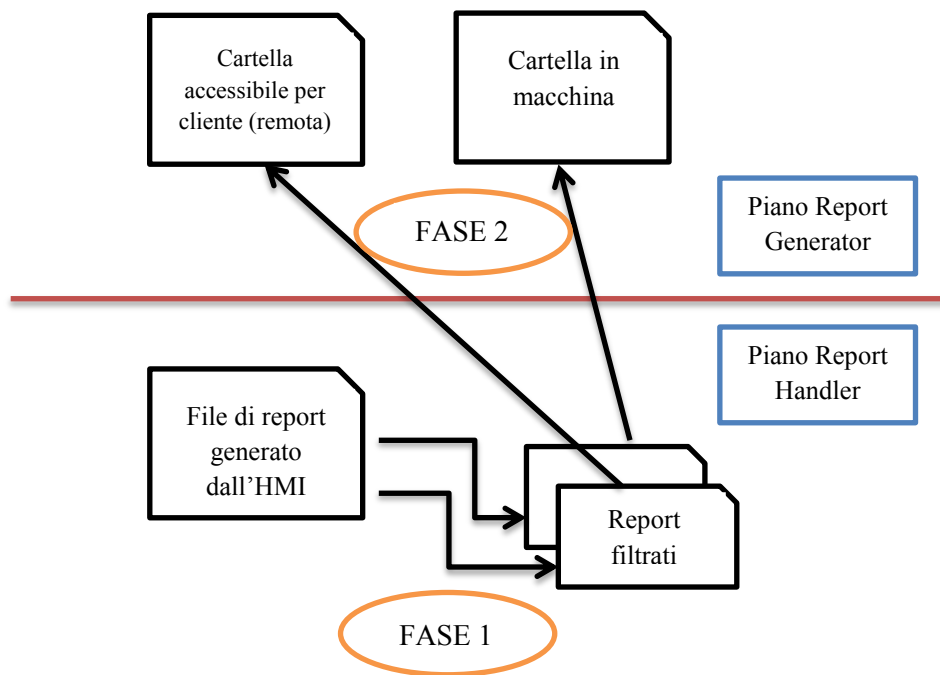 Cartella
accessibile per
cliente (remota)
Cartella in
macchina
FASE 2
Piano Report
Generator
Piano Report
Handler
File di report
generato
dall’HMI
Report
filtrati
FASE 1